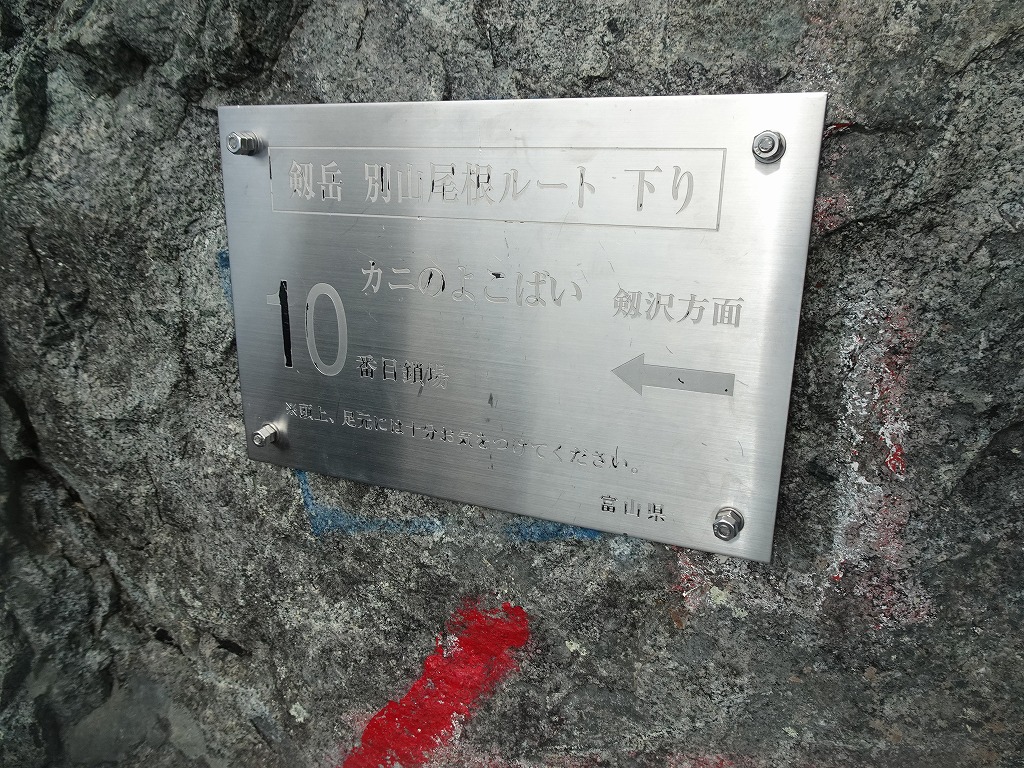 剱岳 別山尾根ルート 下り
10
カニのよこばい
番目鎖場
剱沢方面
※頭上、足元には十分お気をつけてください。
富山県